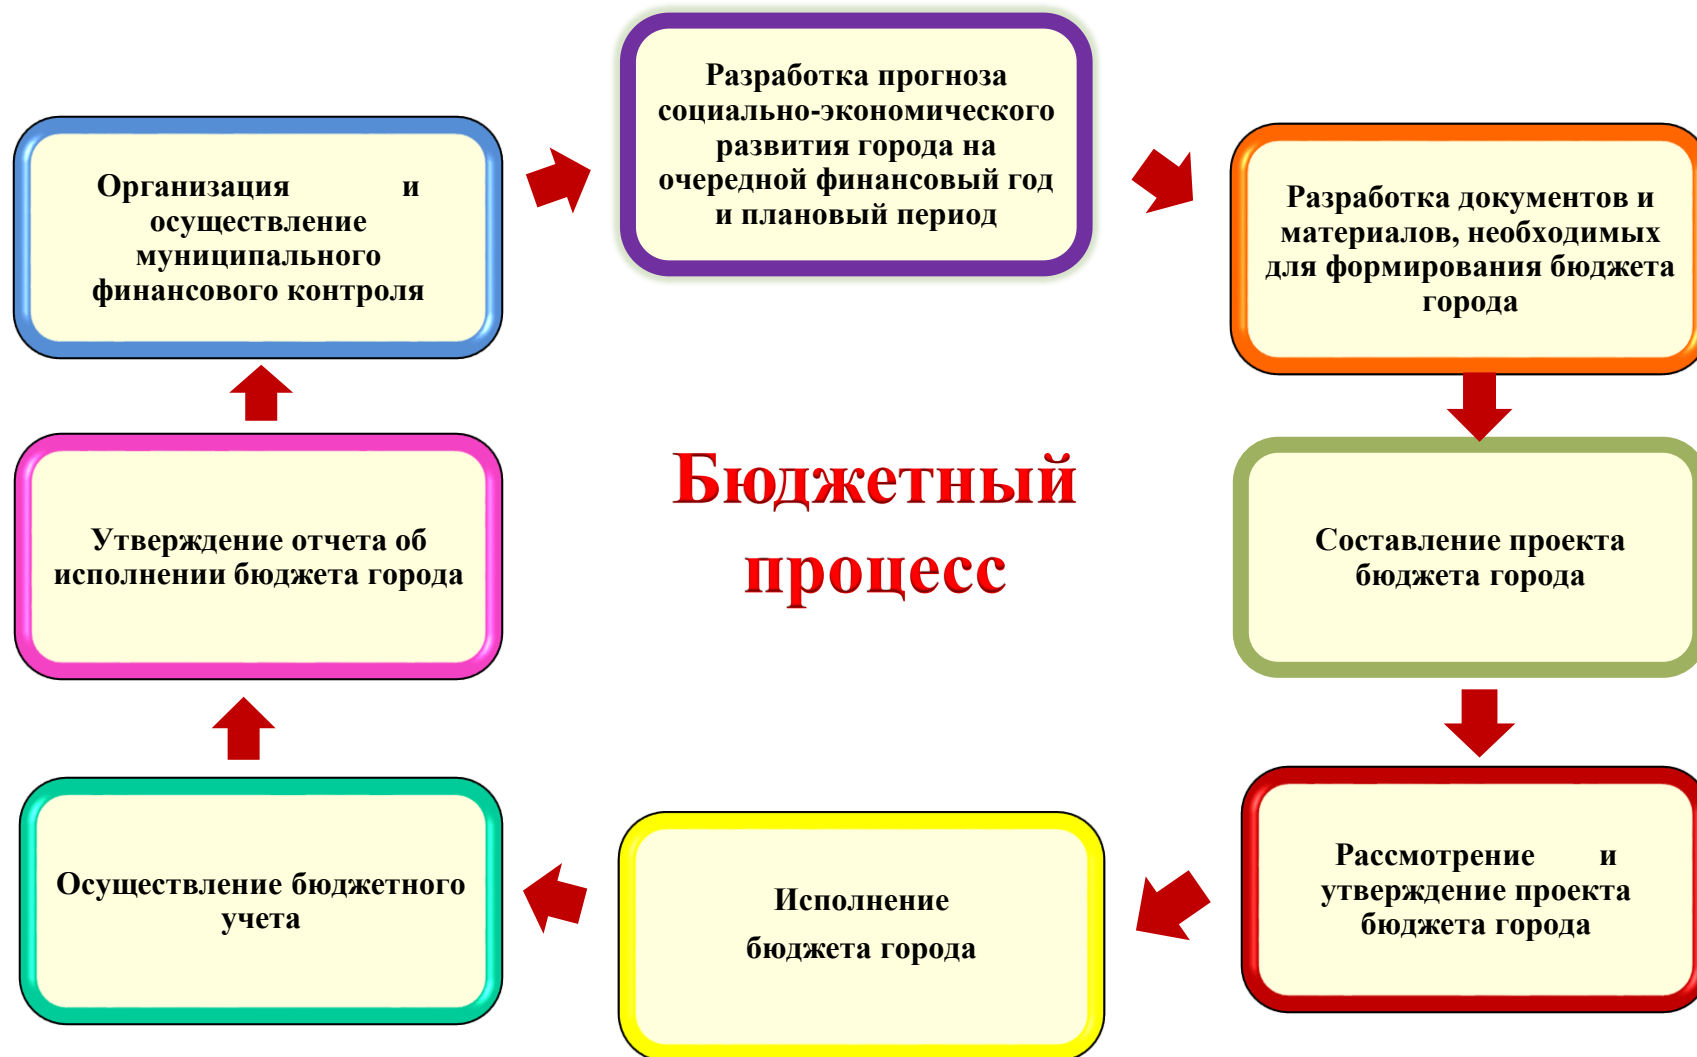 Разработка прогноза
социально-экономического
развития города на
очередной финансовый год
и плановый период
Разработка документов и
материалов, необходимых
для формирования бюджета
города
Составление проекта
бюджета города
Рассмотрение и
утверждение проекта
бюджета города
Исполнение
бюджета города
Осуществление бюджетного
учета
Утверждение отчета об
исполнении бюджета города
Организация и
осуществление
муниципального
финансового контроля
Бюджетный
процесс